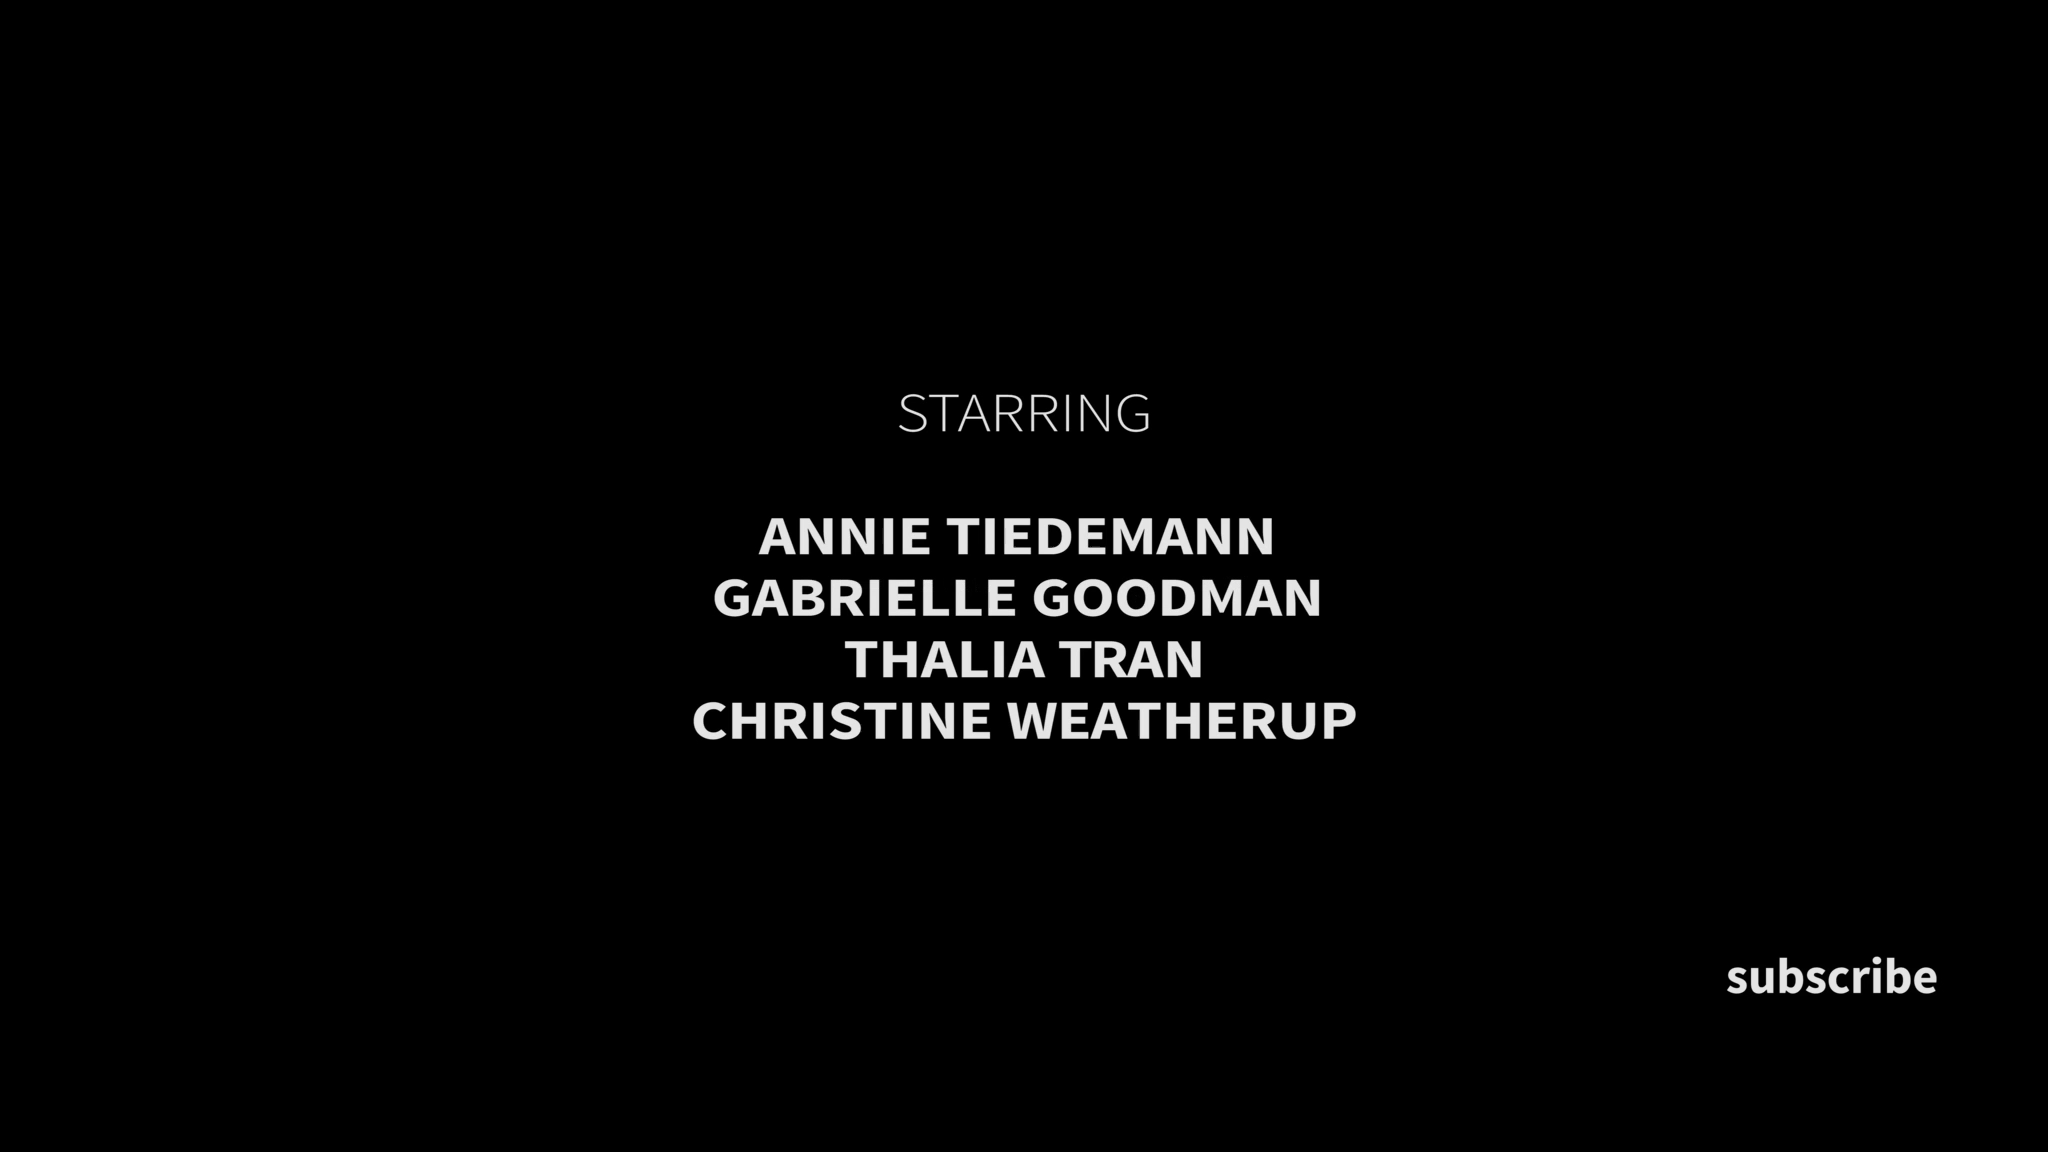 STARRING
ANNIE TIEDEMANN
GABRIELLE GOODMAN
THALIA TRAN
CHRISTINE WEATHERUP
subscribe